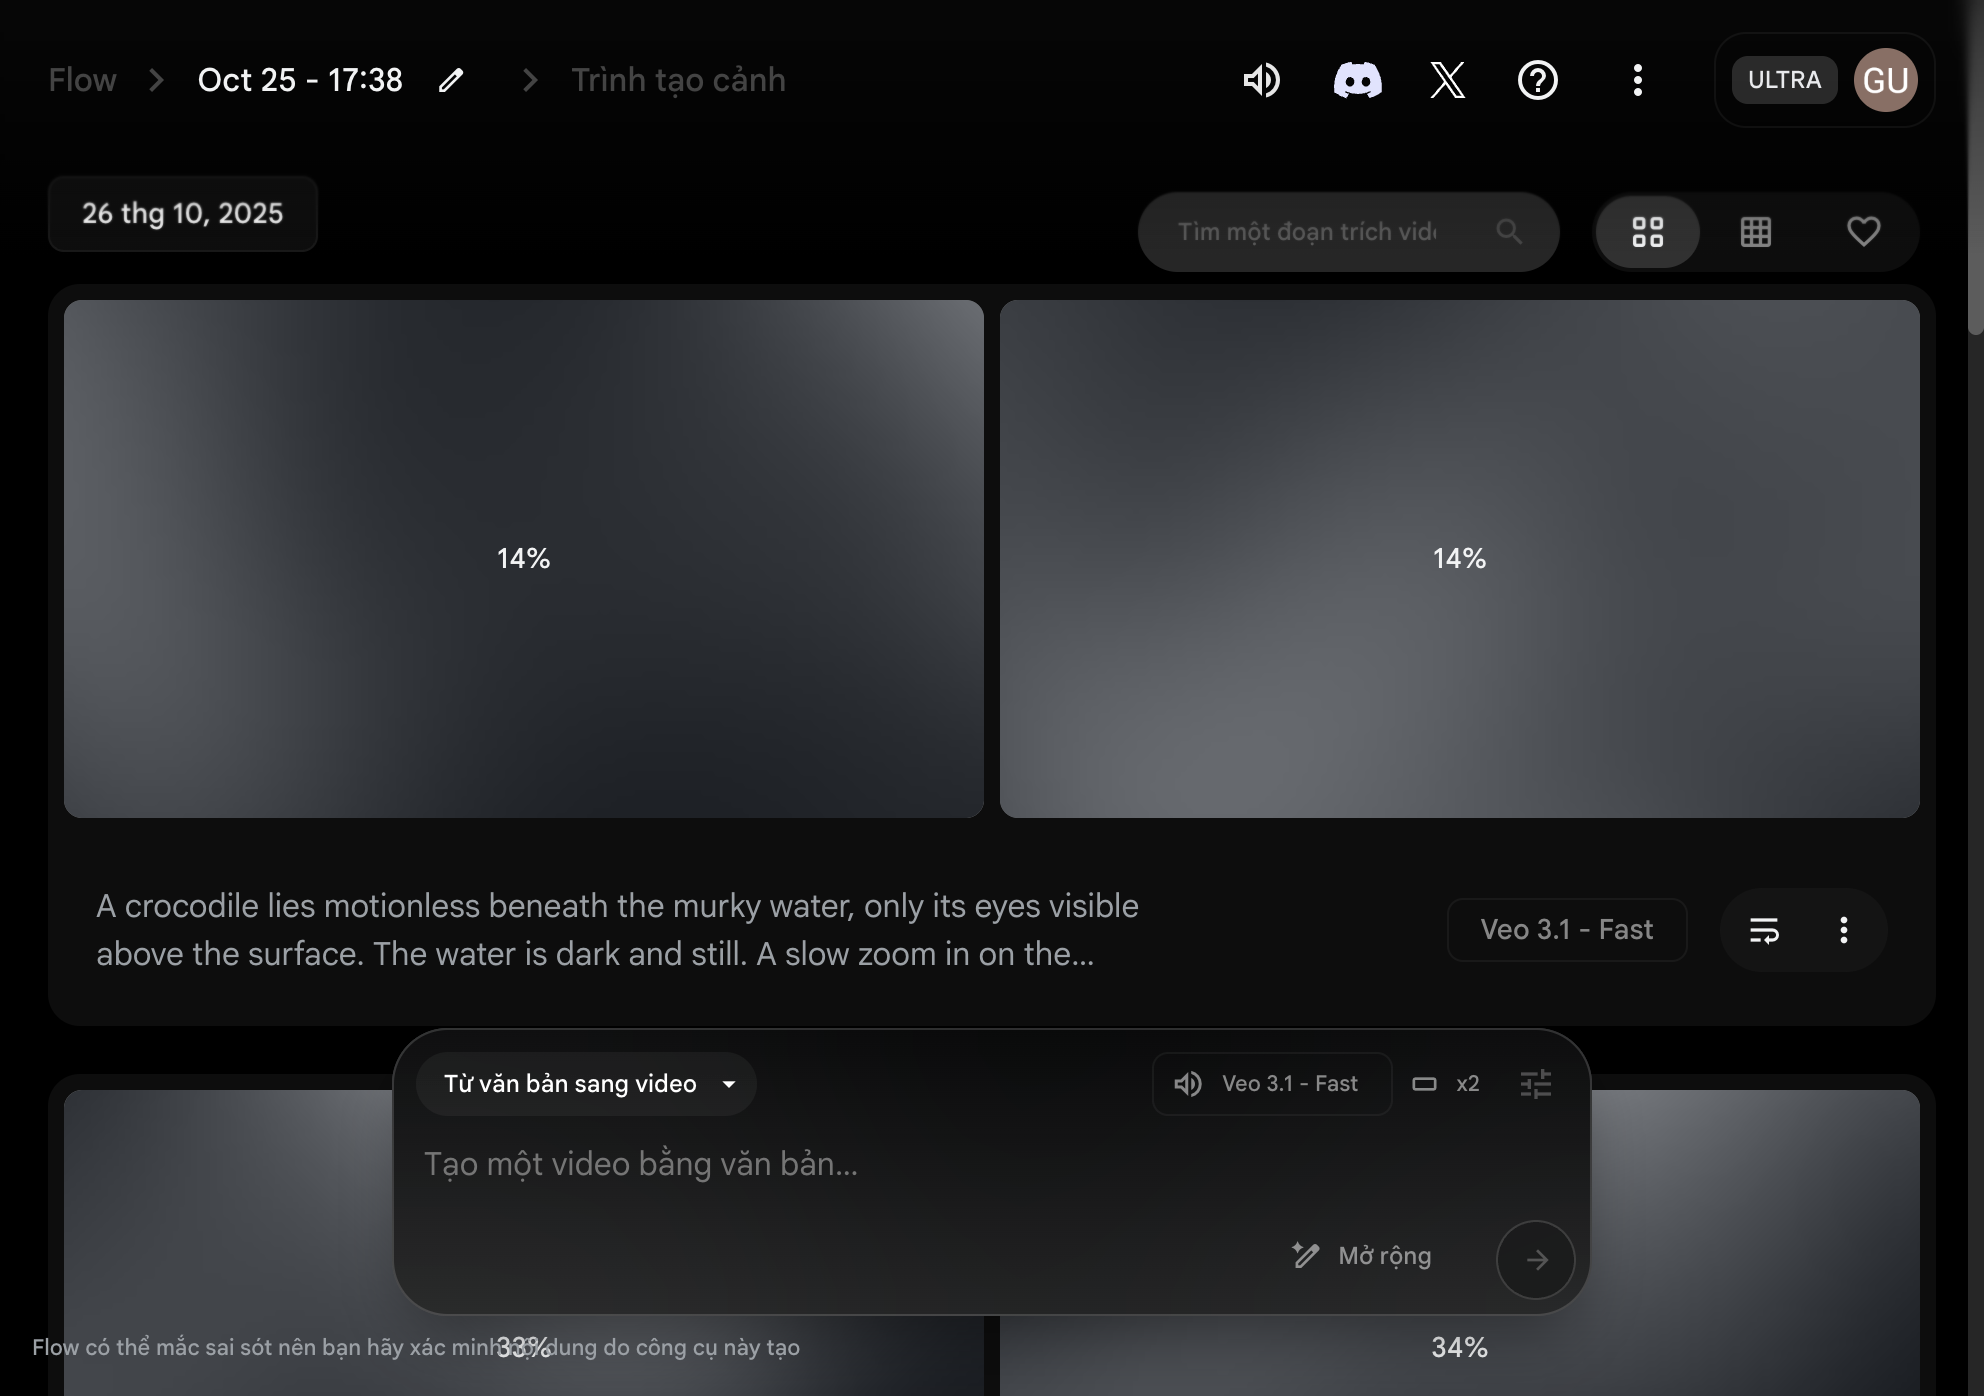 Flow
Oct 25 - 17:38
Trình tạo cảnh
ULTRA
GU
26 thg 10, 2025
Tìm một đoạn trích
14%
14%
A crocodile lies motionless beneath the murky water, only its eyes visible
above the surface. The water is dark and still. A slow zoom in on the...
Veo 3.1 - Fast
Từ văn bản sang video
Veo 3.1 - Fast
x2
Tạo một video bằng văn bản...
Mở rộng
Flow có thể mắc sai sót nên bạn hãy xác minh nội dung do công cụ này tạo
33%
34%